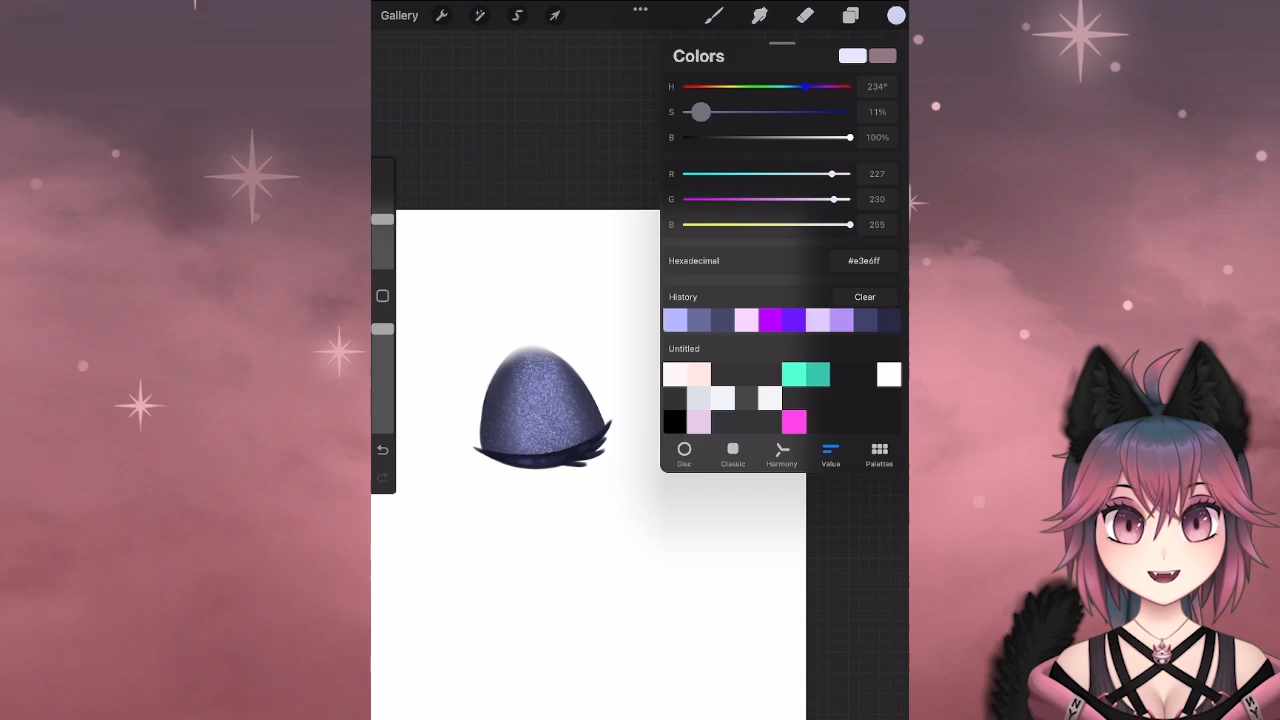 Gallery
Colors
H 234°
S 11%
B 100%
R 227
G 230
B 255
Hexadecimal #e3e6ff
History Clear
Untitled
Disc Classic Harmony Value Palettes